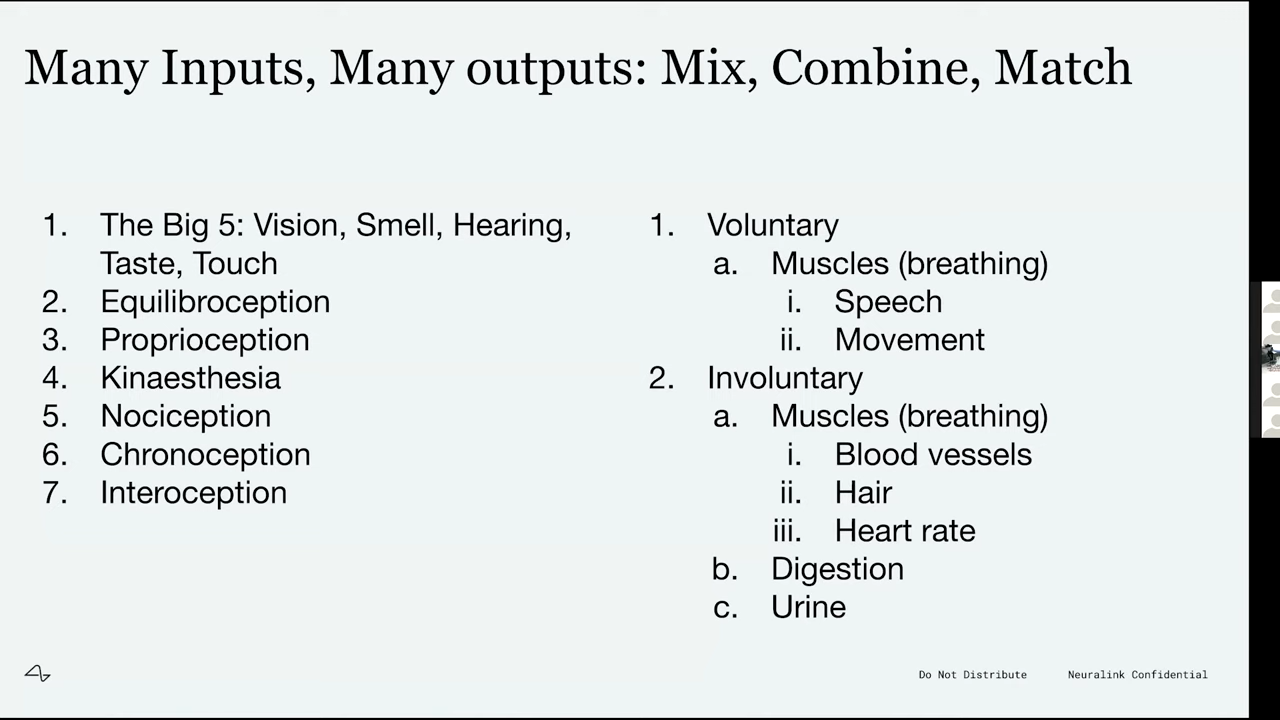 Many Inputs, Many outputs: Mix, Combine, Match
1. The Big 5: Vision, Smell, Hearing,
Taste, Touch
2. Equilibroception
3. Proprioception
4. Kinaesthesia
5. Nociception
6. Chronoception
7. Interoception
1. Voluntary
a. Muscles (breathing)
i. Speech
ii. Movement
2. Involuntary
a. Muscles (breathing)
i. Blood vessels
ii. Hair
iii. Heart rate
b. Digestion
c. Urine
Do Not Distribute Neuralink Confidential